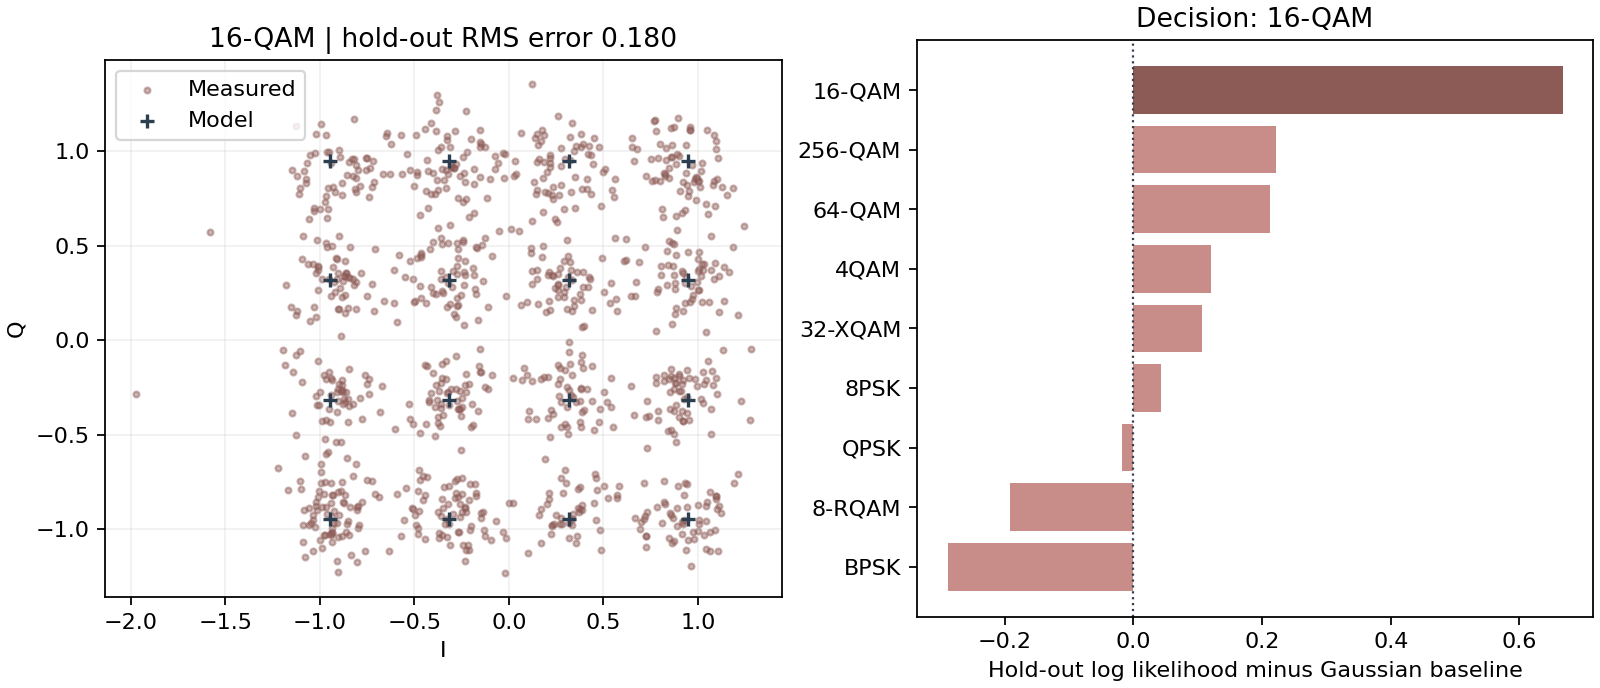 16-QAM | hold-out RMS error 0.180
Measured
Model
1.0
0.5
0.0
−0.5
−1.0
Q
−2.0 −1.5 −1.0 −0.5 0.0 0.5 1.0
I
Decision: 16-QAM
16-QAM
256-QAM
64-QAM
4QAM
32-XQAM
8PSK
QPSK
8-RQAM
BPSK
−0.2 0.0 0.2 0.4 0.6
Hold-out log likelihood minus Gaussian baseline